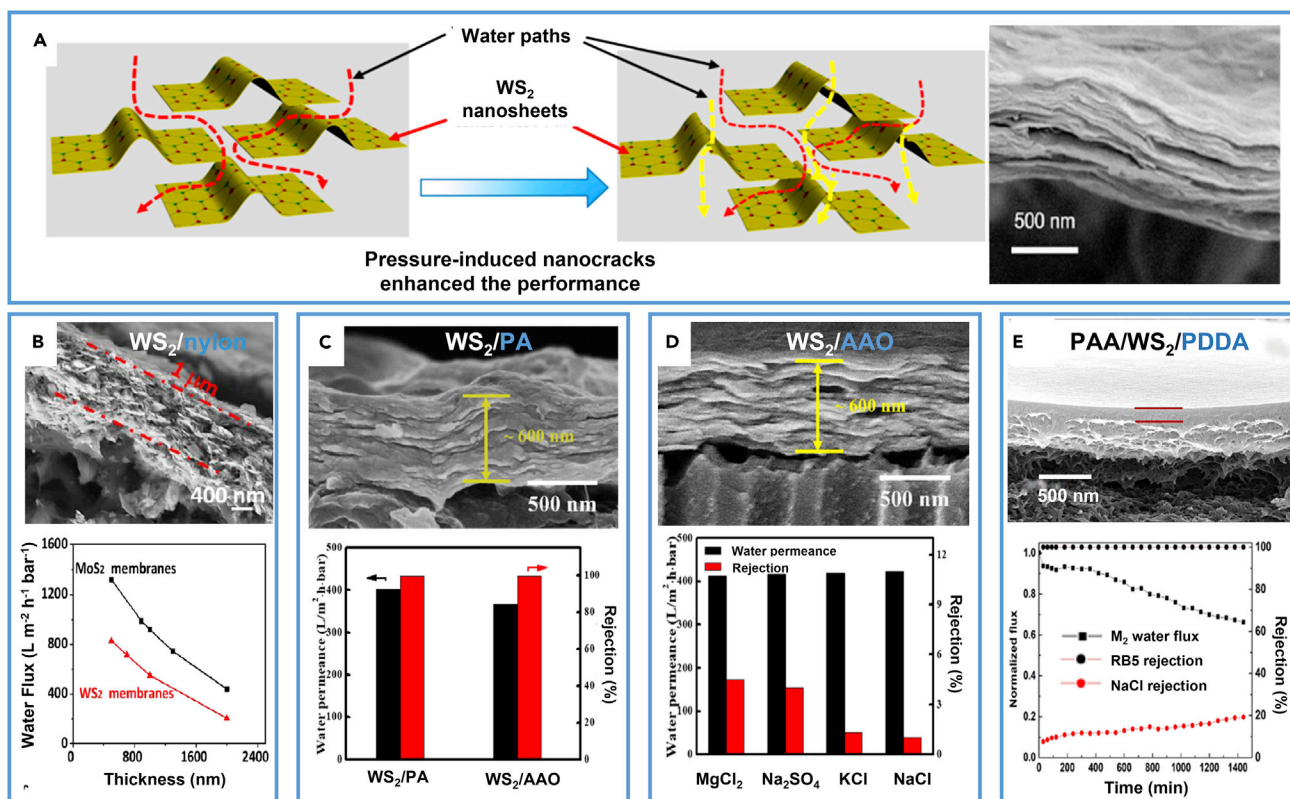 A
Water paths
WS₂
nanosheets
Pressure-induced nanocracks
enhanced the performance
500 nm
B
WS₂/nylon
1 μm
400 nm
1600
1200
800
400
0
MoS₂ membranes
WS₂ membranes
Water Flux (L m⁻² h⁻¹ bar⁻¹)
0 800 1600 2400
Thickness (nm)
C
WS₂/PA
~ 600 nm
500 nm
500
400
300
200
100
0
Water permeance (L/m²·h·bar)
100
80
60
40
20
0
Rejection (%)
WS₂/PA WS₂/AAO
D
WS₂/AAO
~ 600 nm
500 nm
500
400
300
200
100
0
Water permeance (L/m²·h·bar)
Water permeance
Rejection
12
9
6
3
0
Rejection (%)
MgCl₂ Na₂SO₄ KCl NaCl
E
PAA/WS₂/PDDA
500 nm
1.0
0.8
0.6
0.4
0.2
0.0
Normalized flux
M₂ water flux
RB5 rejection
NaCl rejection
100
80
60
40
20
0
Rejection (%)
0 200 400 600 800 1000 1200 1400
Time (min)